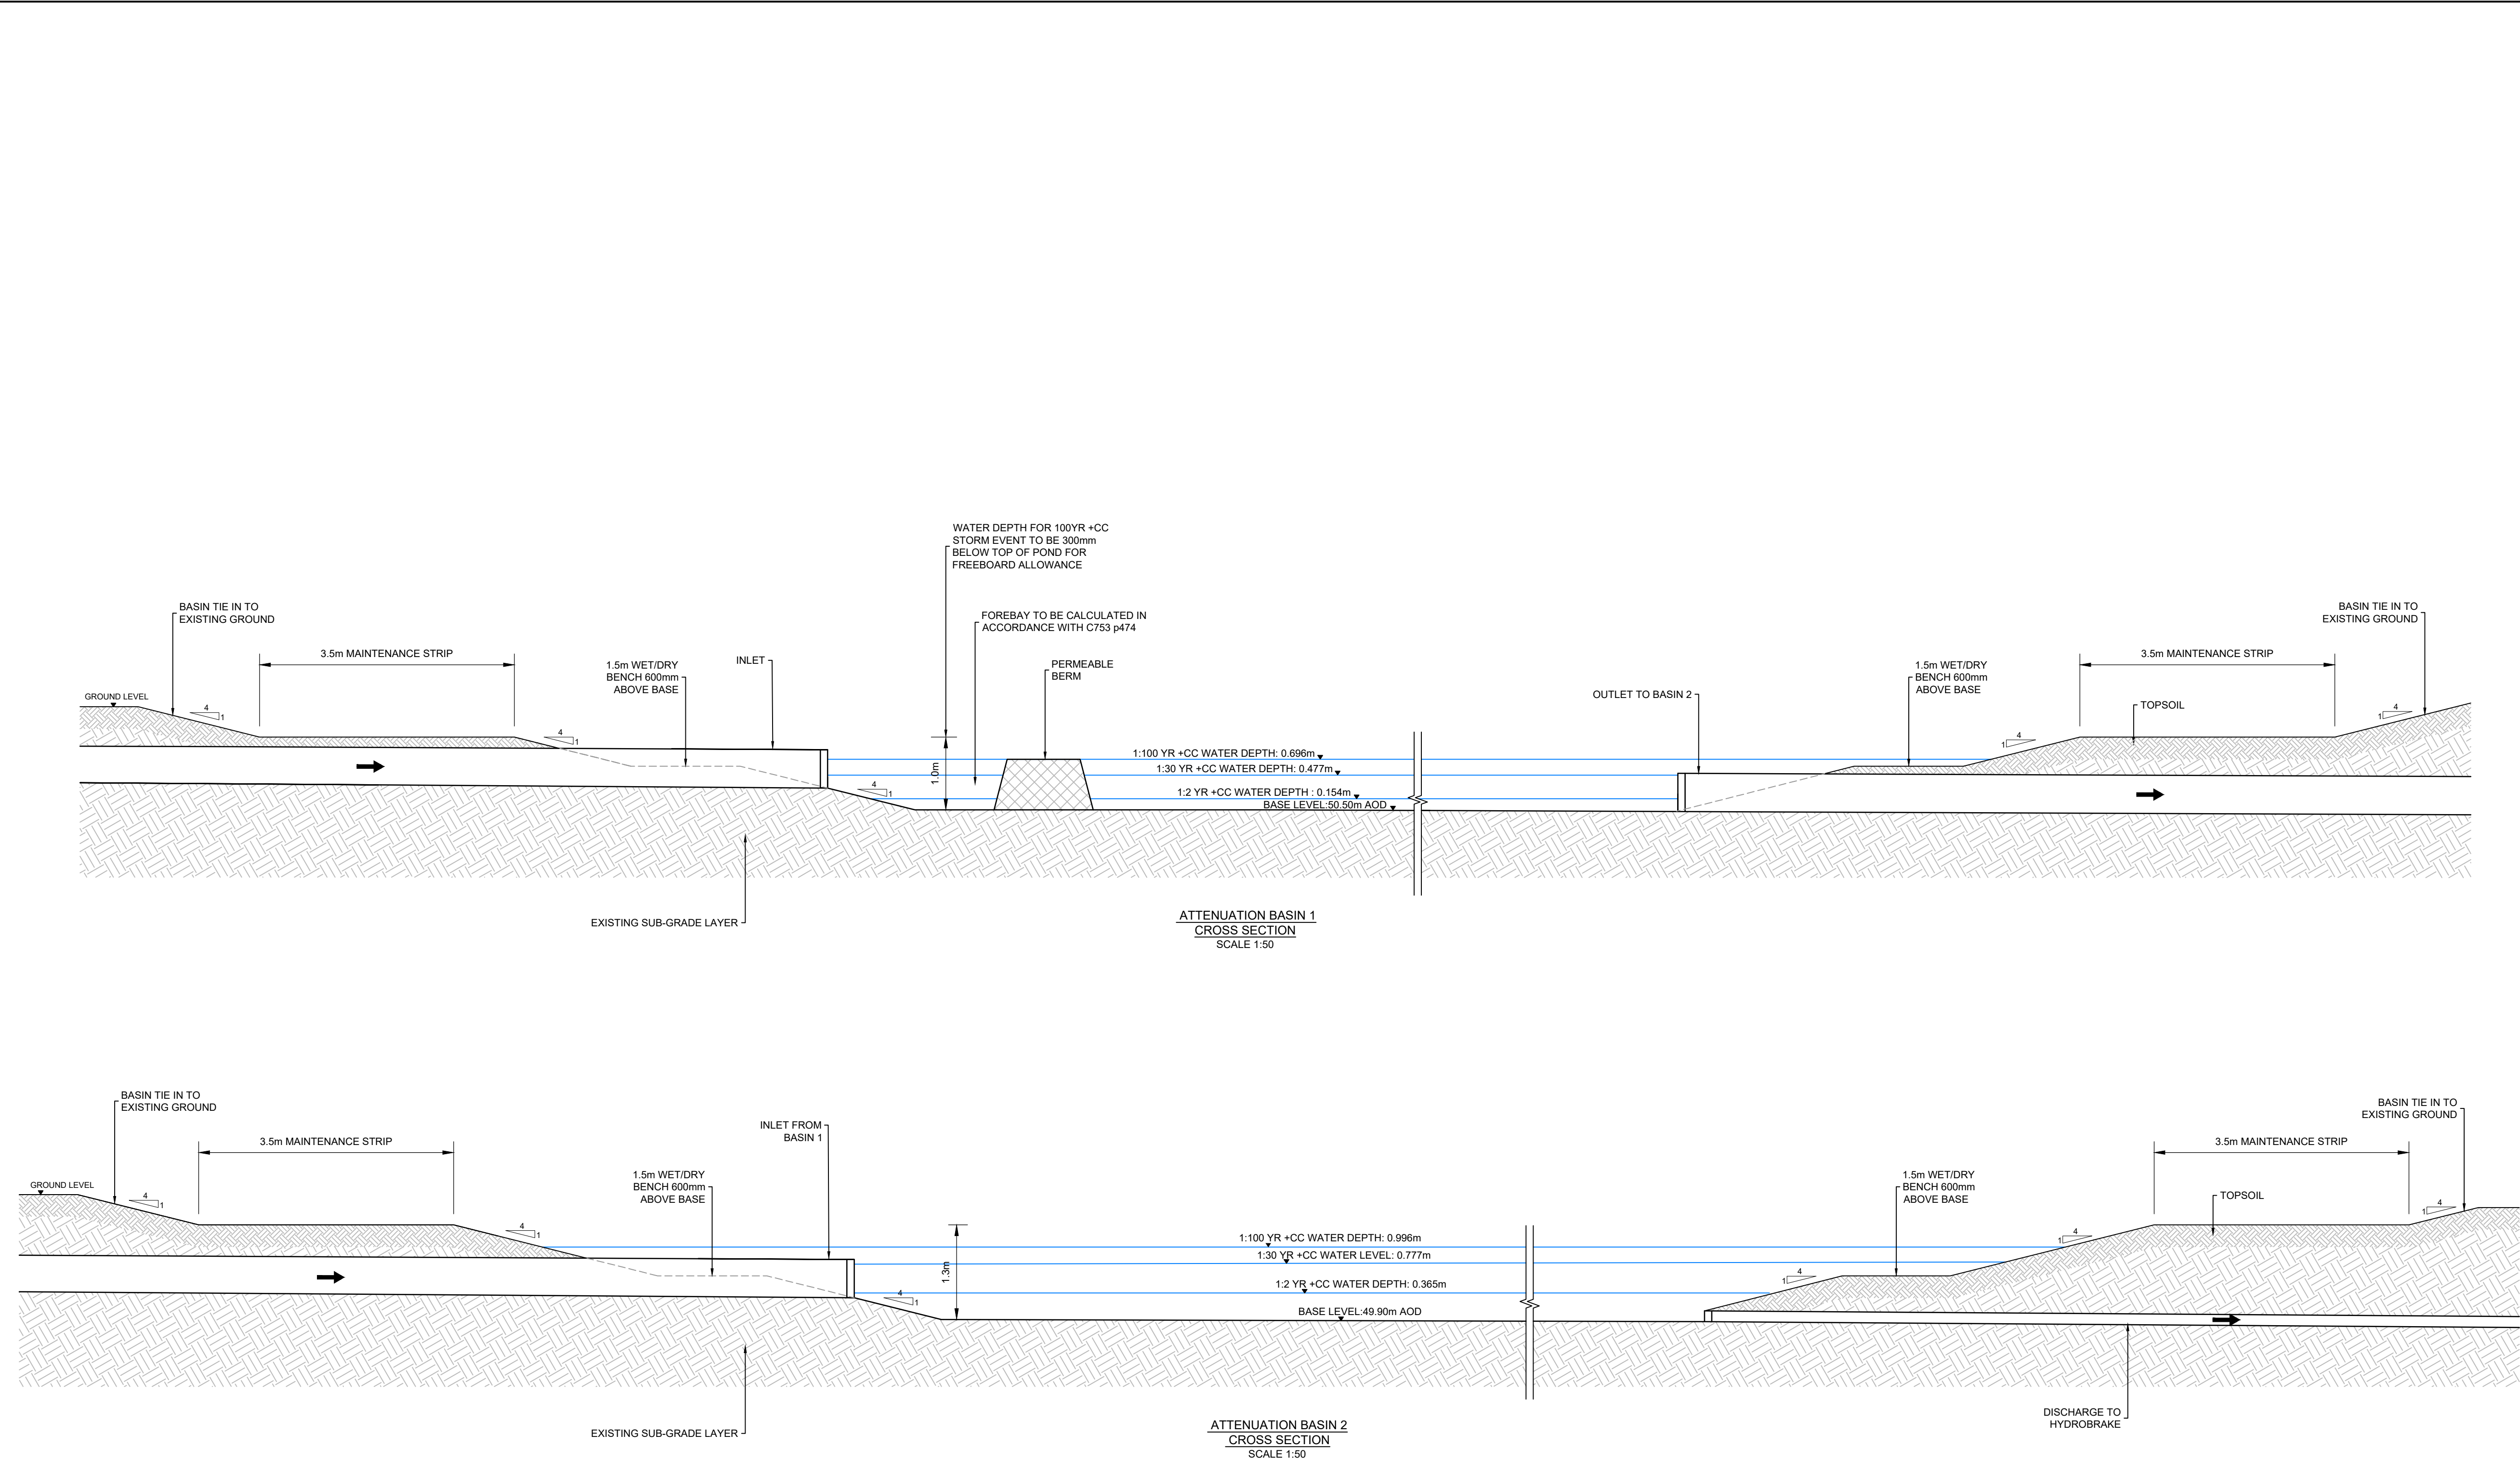 WATER DEPTH FOR 100YR +CC
STORM EVENT TO BE 300mm
BELOW TOP OF POND FOR
FREEBOARD ALLOWANCE
BASIN TIE IN TO
EXISTING GROUND
FOREBAY TO BE CALCULATED IN
ACCORDANCE WITH C753 p474
BASIN TIE IN TO
EXISTING GROUND
3.5m MAINTENANCE STRIP
1.5m WET/DRY
BENCH 600mm
ABOVE BASE
INLET
PERMEABLE
BERM
OUTLET TO BASIN 2
1.5m WET/DRY
BENCH 600mm
ABOVE BASE
3.5m MAINTENANCE STRIP
TOPSOIL
GROUND LEVEL
4
1
4
1
4
1
1.0m
1:100 YR +CC WATER DEPTH: 0.696m
1:30 YR +CC WATER DEPTH: 0.477m
1:2 YR +CC WATER DEPTH : 0.154m
BASE LEVEL:50.50m AOD
4
1
4
1
EXISTING SUB-GRADE LAYER
ATTENUATION BASIN 1
CROSS SECTION
SCALE 1:50
BASIN TIE IN TO
EXISTING GROUND
BASIN TIE IN TO
EXISTING GROUND
3.5m MAINTENANCE STRIP
INLET FROM
BASIN 1
1.5m WET/DRY
BENCH 600mm
ABOVE BASE
1.5m WET/DRY
BENCH 600mm
ABOVE BASE
3.5m MAINTENANCE STRIP
TOPSOIL
GROUND LEVEL
4
1
4
1
4
1
1.3m
1:100 YR +CC WATER DEPTH: 0.996m
1:30 YR +CC WATER LEVEL: 0.777m
1:2 YR +CC WATER DEPTH: 0.365m
BASE LEVEL:49.90m AOD
4
1
4
1
4
1
DISCHARGE TO
HYDROBRAKE
EXISTING SUB-GRADE LAYER
ATTENUATION BASIN 2
CROSS SECTION
SCALE 1:50